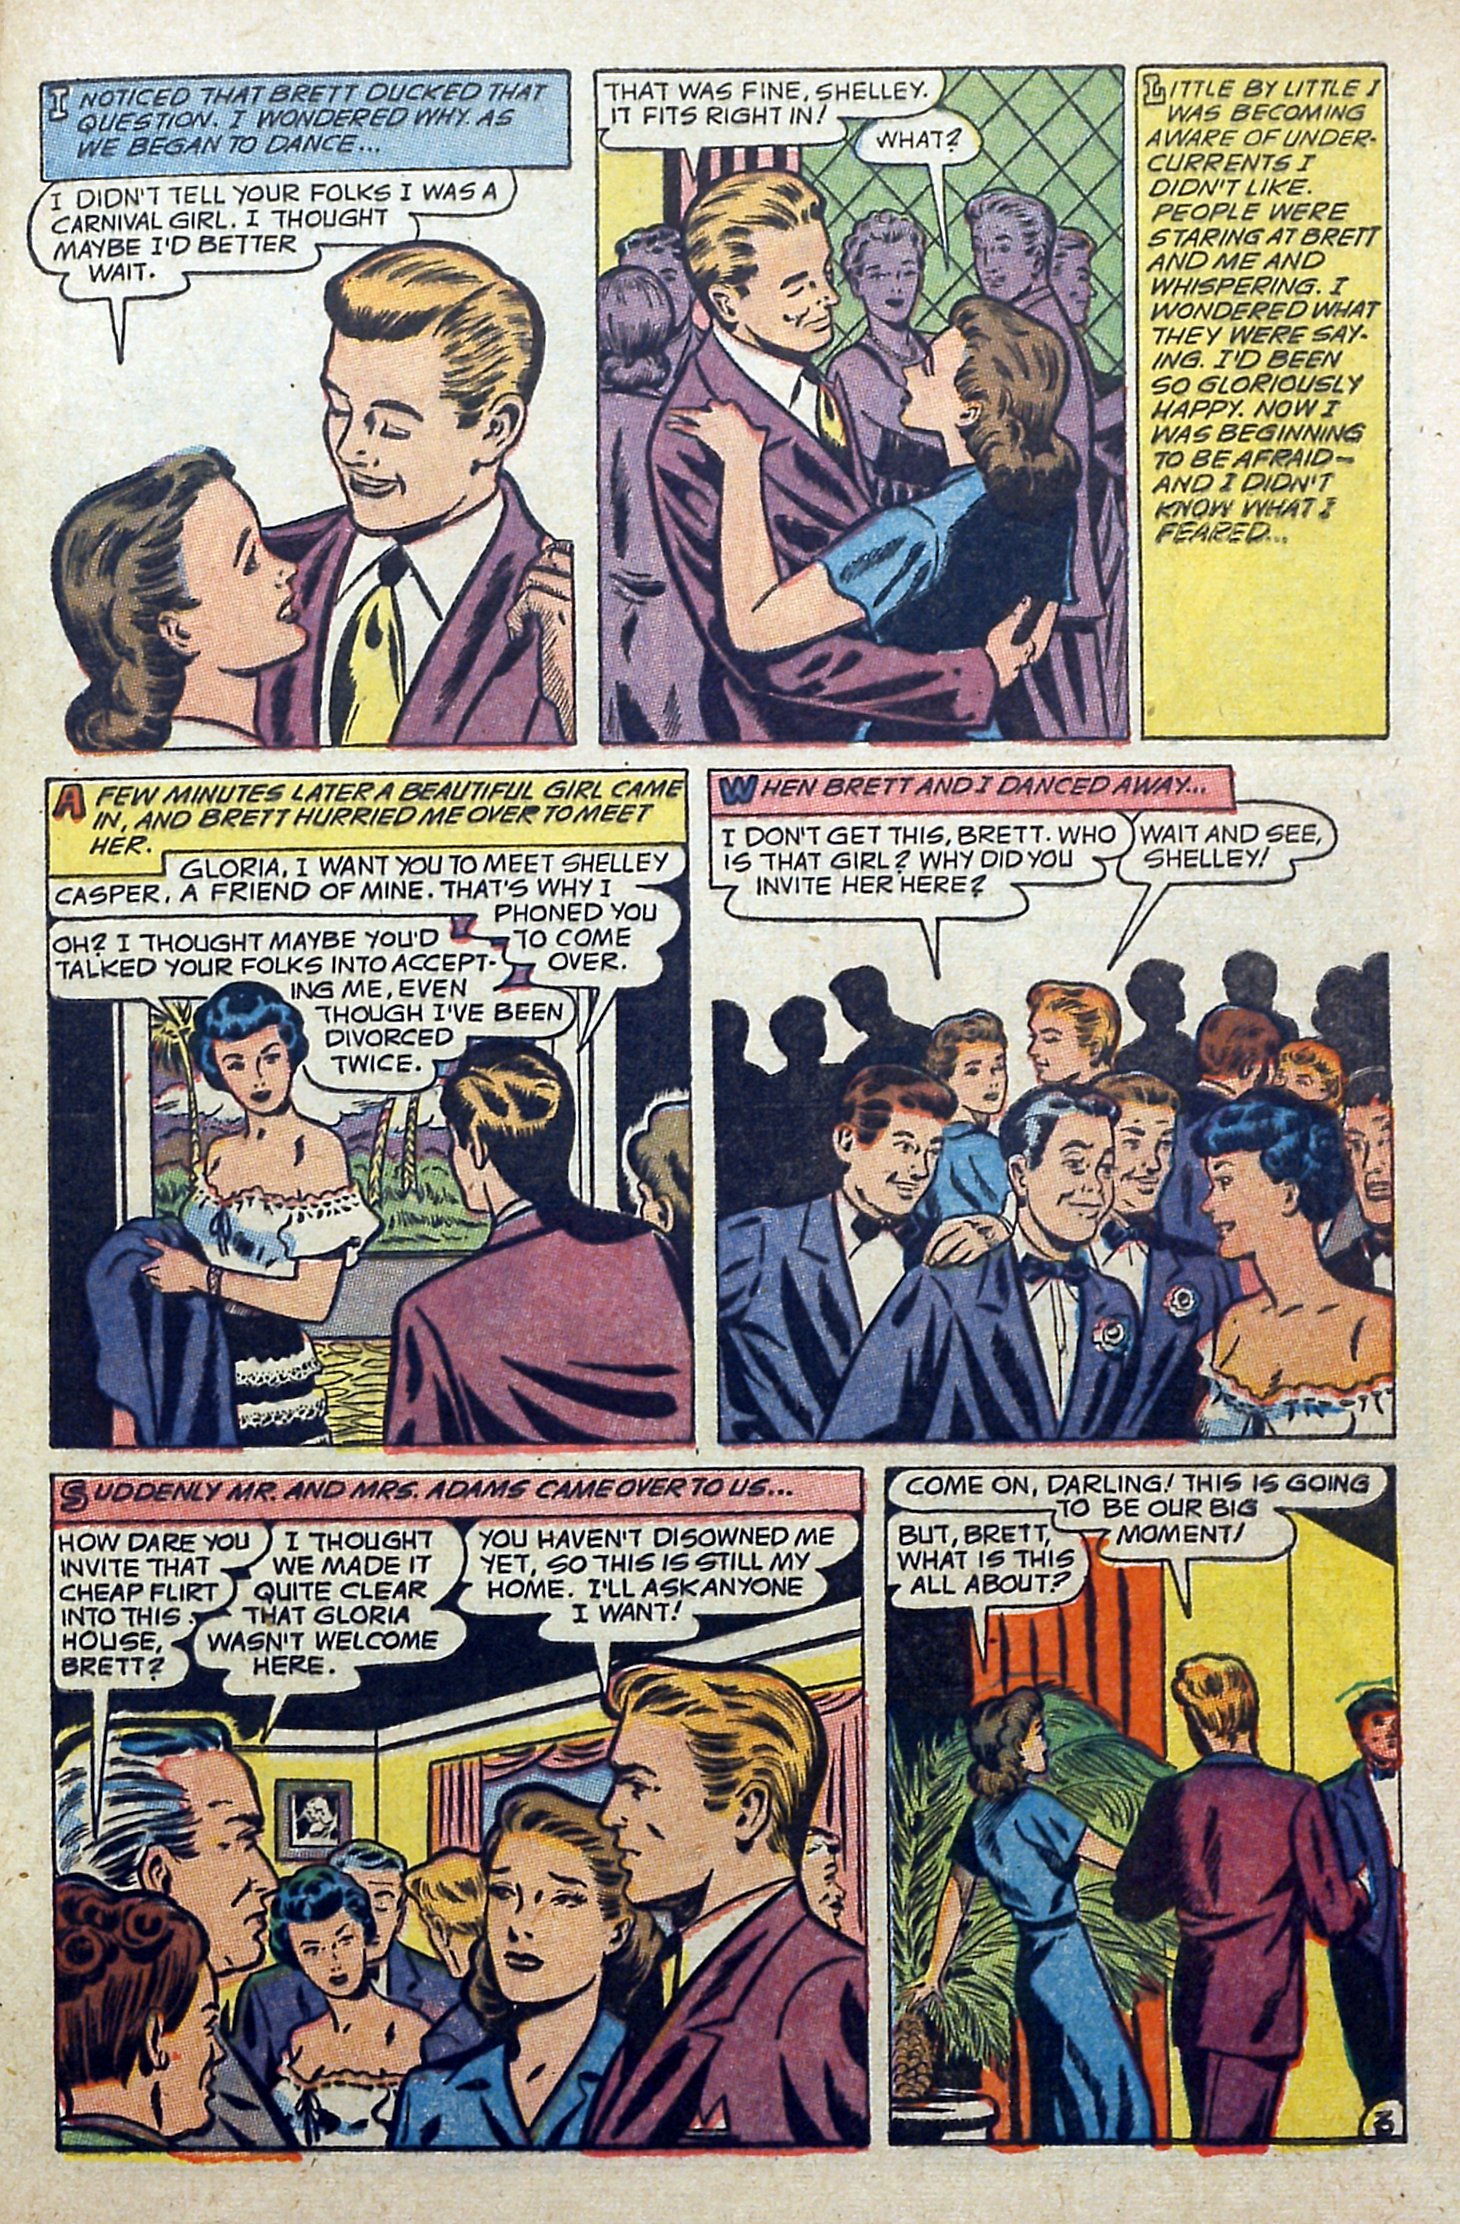 I NOTICED THAT BRETT DUCKED THAT
QUESTION. I WONDERED WHY. AS
WE BEGAN TO DANCE...
I DIDN'T TELL YOUR FOLKS I WAS A
CARNIVAL GIRL. I THOUGHT
MAYBE I'D BETTER
WAIT.
THAT WAS FINE, SHELLEY.
IT FITS RIGHT IN!
WHAT?
LITTLE BY LITTLE I
WAS BECOMING
AWARE OF UNDER-
CURRENTS I
DIDN'T LIKE.
PEOPLE WERE
STARING AT BRETT
AND ME AND
WHISPERING. I
WONDERED WHAT
THEY WERE SAY-
ING. I'D BEEN
SO GLORIOUSLY
HAPPY. NOW I
WAS BEGINNING
TO BE AFRAID—
AND I DIDN'T
KNOW WHAT I
FEARED...
A FEW MINUTES LATER A BEAUTIFUL GIRL CAME
IN, AND BRETT HURRIED ME OVER TO MEET
HER.
GLORIA, I WANT YOU TO MEET SHELLEY
CASPER, A FRIEND OF MINE. THAT'S WHY I
PHONED YOU
TO COME
OVER.
OH? I THOUGHT MAYBE YOU'D
TALKED YOUR FOLKS INTO ACCEPT-
ING ME, EVEN
THOUGH I'VE BEEN
DIVORCED
TWICE.
WHEN BRETT AND I DANCED AWAY...
I DON'T GET THIS, BRETT. WHO
IS THAT GIRL? WHY DID YOU
INVITE HER HERE?
WAIT AND SEE,
SHELLEY!
SUDDENLY MR. AND MRS. ADAMS CAME OVER TO US...
HOW DARE YOU
INVITE THAT
CHEAP FLIRT
INTO THIS
HOUSE,
BRETT?
I THOUGHT
WE MADE IT
QUITE CLEAR
THAT GLORIA
WASN'T WELCOME
HERE.
YOU HAVEN'T DISOWNED ME
YET, SO THIS IS STILL MY
HOME. I'LL ASK ANYONE
I WANT!
COME ON, DARLING! THIS IS GOING
TO BE OUR BIG
MOMENT!
BUT, BRETT,
WHAT IS THIS
ALL ABOUT?
3